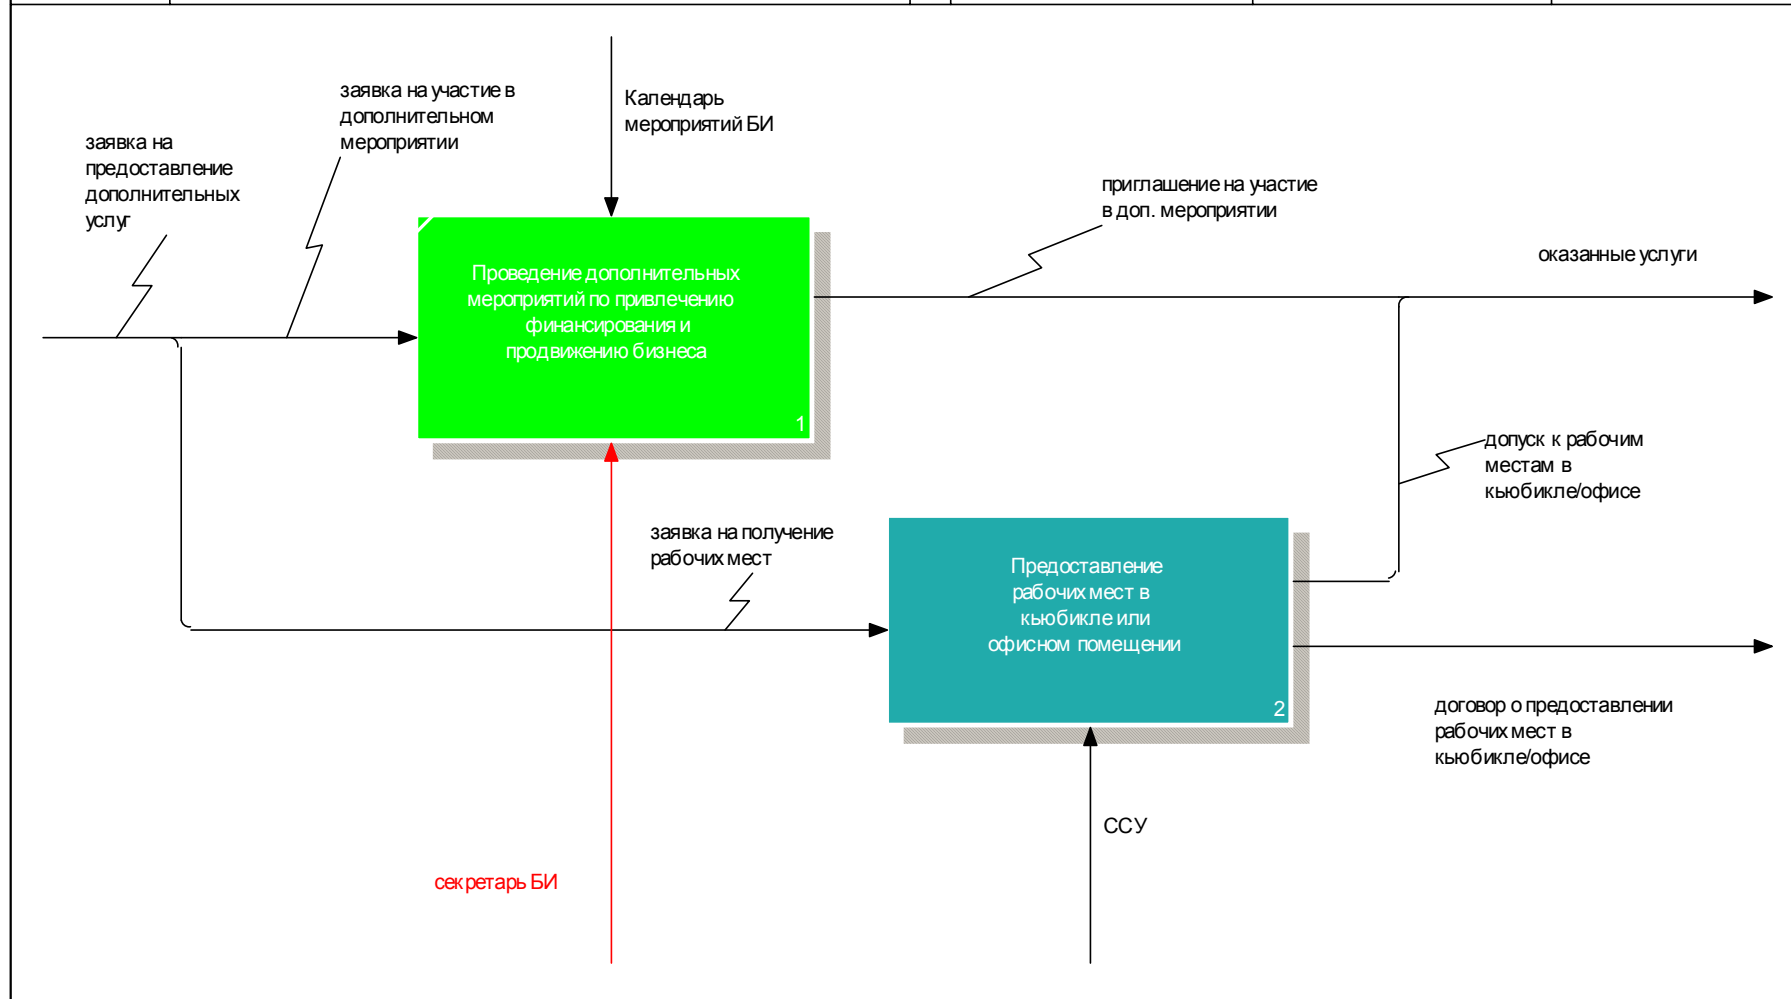 заявка на участие в
дополнительном
мероприятии
Календарь
мероприятий БИ
заявка на
предоставление
дополнительных
услуг
приглашение на участие
в доп. мероприятии
оказанные услуги
Проведение дополнительных
мероприятий по привлечению
финансирования и
продвижению бизнеса
1
допуск к рабочим
местам в
кьюбикле/офисе
заявка на получение
рабочих мест
Предоставление
рабочих мест в
кьюбикле или
офисном помещении
2
договор о предоставлении
рабочих мест в
кьюбикле/офисе
ССУ
секретарь БИ